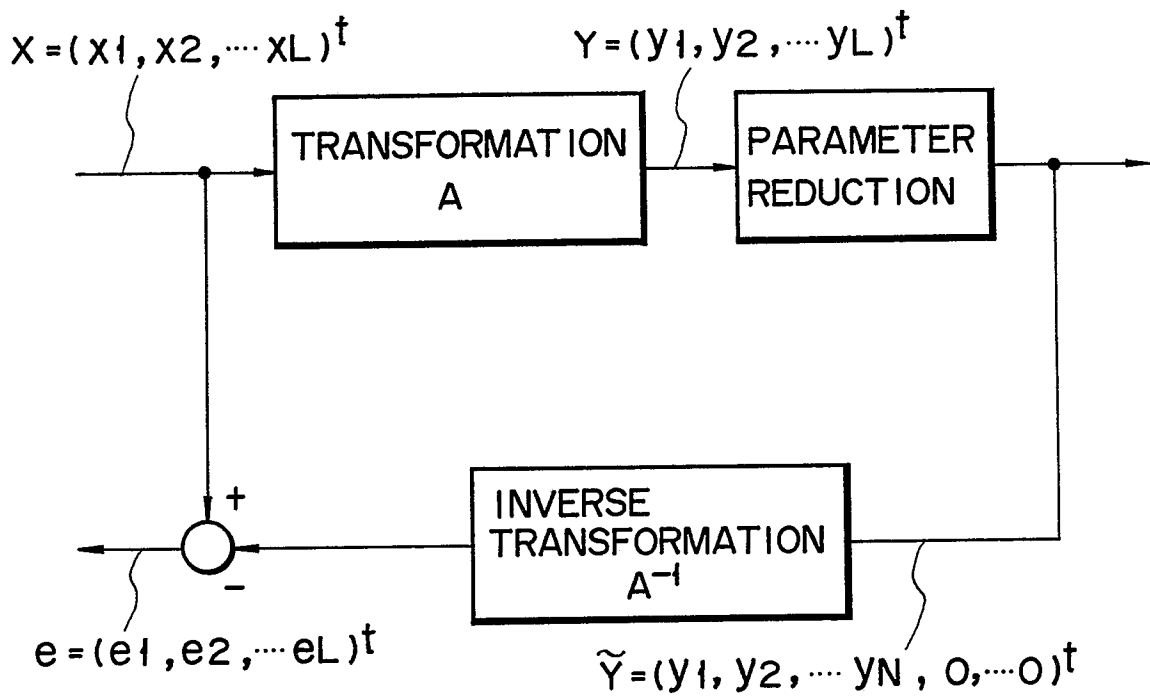 X=(x1,x2,····xL)ᵗ
Y=(y1,y2,····yL)ᵗ
TRANSFORMATION
A
PARAMETER
REDUCTION
+
-
INVERSE
TRANSFORMATION
A⁻¹
e=(e1,e2,····eL)ᵗ
Ỹ=(y1,y2,····yN,0,····0)ᵗ